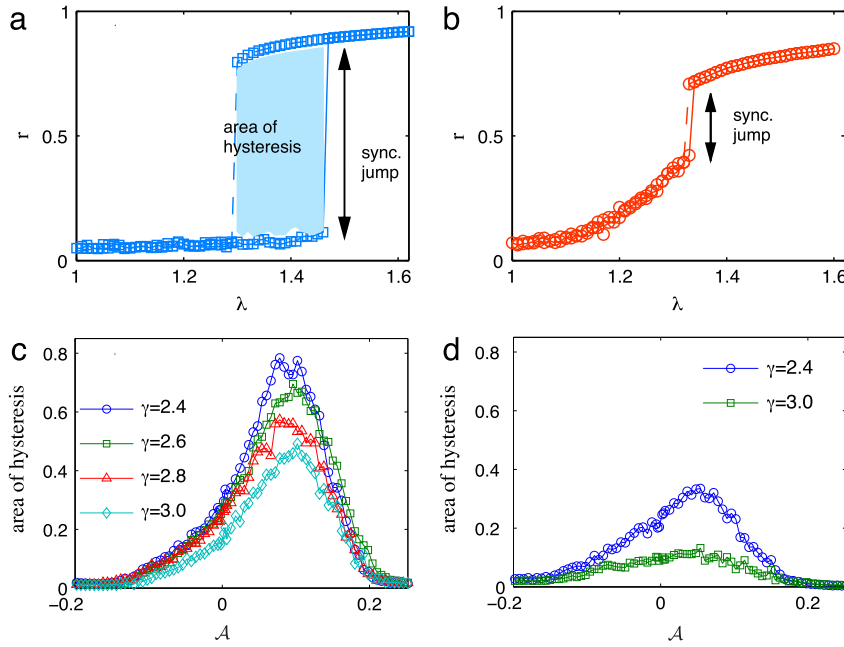 a
1
0.5
0
r
area of
hysteresis
sync.
jump
1
1.2
1.4
1.6
λ
b
1
0.5
0
r
sync.
jump
1
1.2
1.4
1.6
λ
c
0.8
0.6
0.4
0.2
0
area of hysteresis
γ=2.4
γ=2.6
γ=2.8
γ=3.0
−0.2
0
0.2
𝒜
d
0.8
0.6
0.4
0.2
0
area of hysteresis
γ=2.4
γ=3.0
−0.2
0
0.2
𝒜